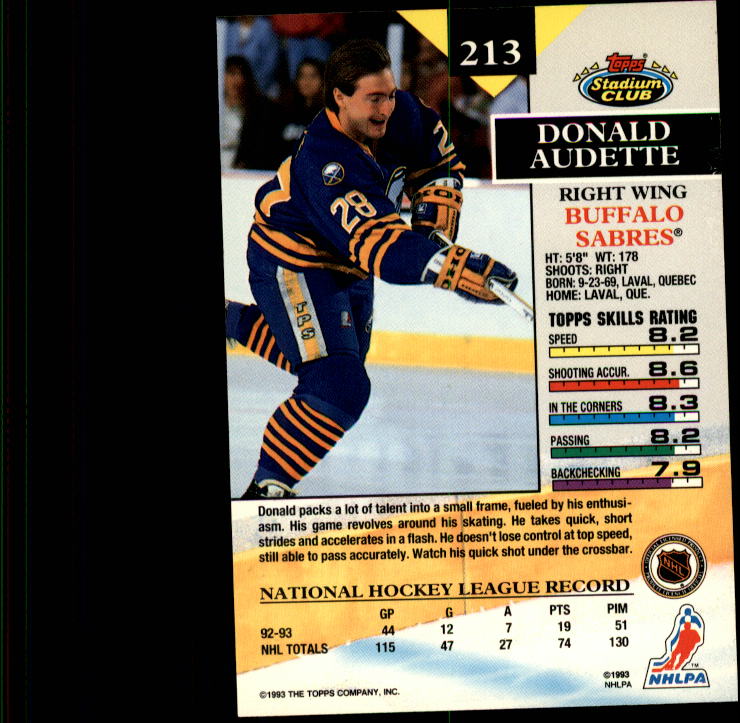 213
Topps
Stadium
CLUB
DONALD
AUDETTE
RIGHT WING
BUFFALO
SABRES®
HT: 5'8" WT: 178
SHOOTS: RIGHT
BORN: 9-23-69, LAVAL, QUEBEC
HOME: LAVAL, QUE.
TOPPS SKILLS RATING
SPEED 8.2
SHOOTING ACCUR. 8.6
IN THE CORNERS 8.3
PASSING 8.2
BACKCHECKING 7.9
28
2
Donald packs a lot of talent into a small frame, fueled by his enthusi-
asm. His game revolves around his skating. He takes quick, short
strides and accelerates in a flash. He doesn't lose control at top speed,
still able to pass accurately. Watch his quick shot under the crossbar.
NATIONAL HOCKEY LEAGUE RECORD
GP G A PTS PIM
92-93 44 12 7 19 51
NHL TOTALS 115 47 27 74 130
NHL
NHLPA
TM
©1993
NHLPA
©1993 THE TOPPS COMPANY, INC.